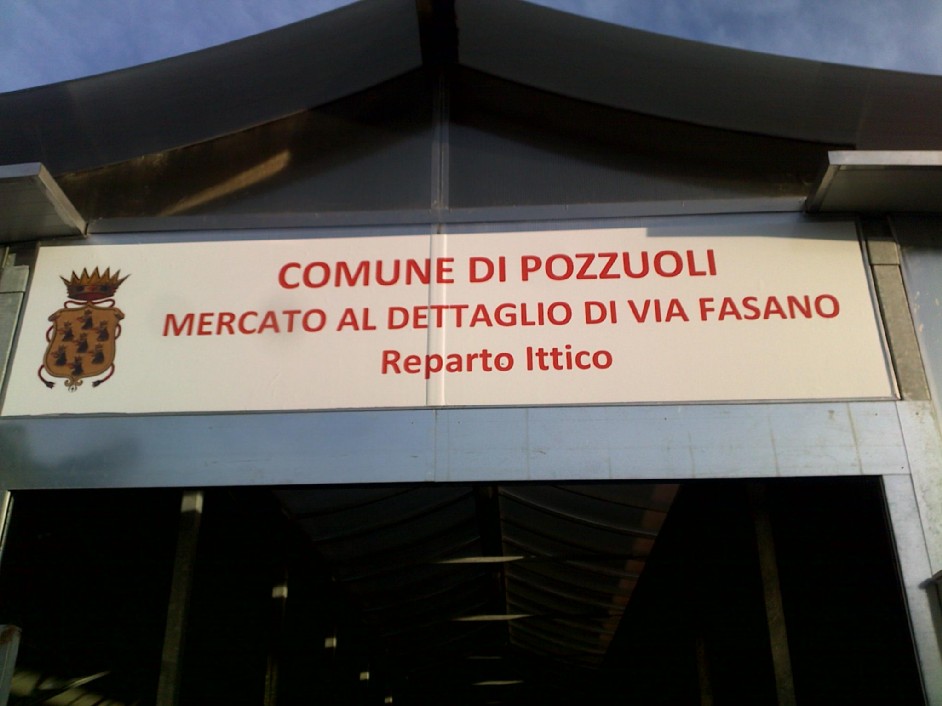 COMUNE DI POZZUOLI
MERCATO AL DETTAGLIO DI VIA FASANO
Reparto Ittico